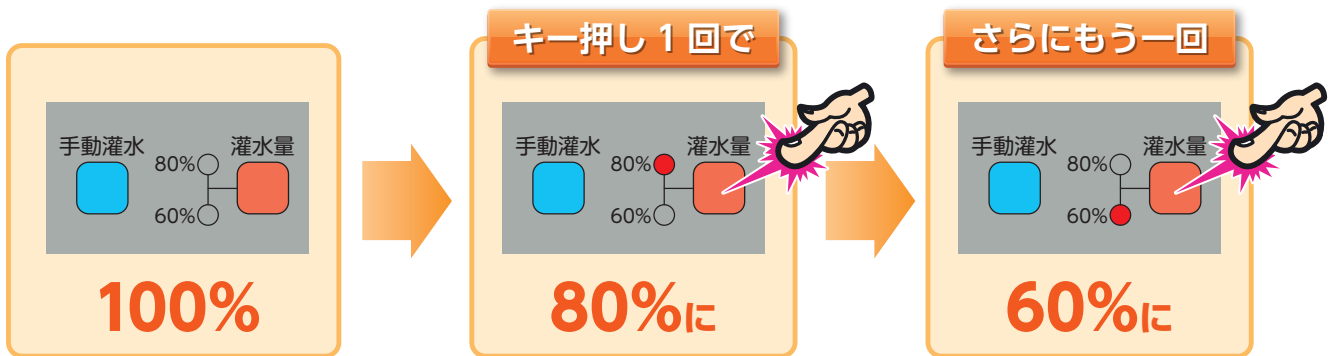 手動灌水
灌水量
80%
60%
100%
キー押し1回で
手動灌水
灌水量
80%
60%
80%に
さらにもう一回
手動灌水
灌水量
80%
60%
60%に